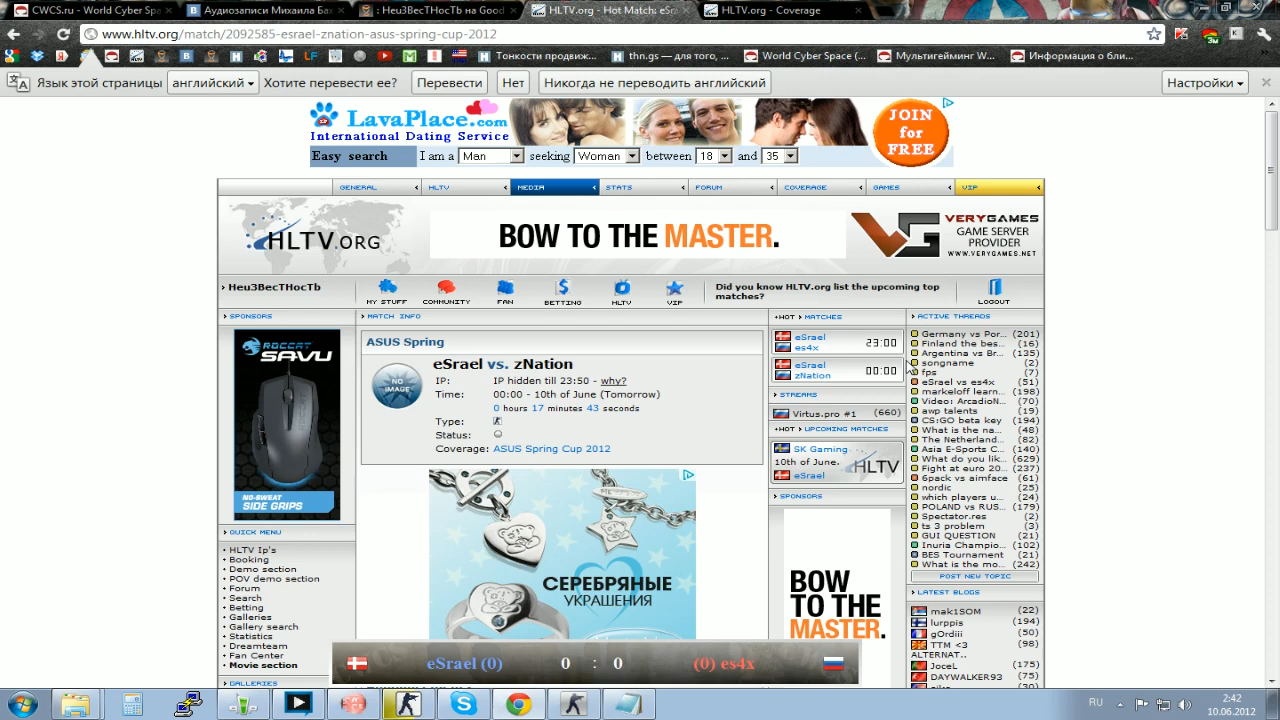 CWCS.ru - World Cyber Spa
Аудиозаписи Михаила Бах
: НеuЗВесТНосТЬ на Good
HLTV.org - Hot Match: eSra
HLTV.org - Coverage
www.hltv.org/match/2092585-esrael-znation-asus-spring-cup-2012
Тонкости продвиж...
thn.gs — для того, ...
World Cyber Space (...
Мультигейминг W...
Информация о бли...
Язык этой страницы английский Хотите перевести ее? Перевести Нет Никогда не переводить английский Настройки
LavaPlace.com
International Dating Service
JOIN
for
FREE
Easy search I am a Man seeking Woman between 18 and 35
GENERAL HLTV MEDIA STATS FORUM COVERAGE GAMES VIP
HLTV.ORG
BOW TO THE MASTER.
VERYGAMES
GAME SERVER
PROVIDER
WWW.VERYGAMES.NET
НеuЗВесТНосТЬ
MY STUFF COMMUNITY FAN BETTING HLTV VIP
Did you know HLTV.org list the upcoming top
matches?
LOGOUT
SPONSORS
ROCCAT
SAVU
NO-SWEAT
SIDE GRIPS
QUICK MENU
HLTV Ip's
Booking
Demo section
POV demo section
Forum
Search
Betting
Galleries
Gallery search
Statistics
Dreamteam
Fan Center
Movie section
GALLERIES
MATCH INFO
ASUS Spring
NO
IMAGE
eSrael vs. zNation
IP: IP hidden till 23:50 - why?
Time: 00:00 - 10th of June (Tomorrow)
0 hours 17 minutes 43 seconds
Type:
Status:
Coverage: ASUS Spring Cup 2012
СЕРЕБРЯНЫЕ
УКРАШЕНИЯ
HOT MATCHES
eSrael
es4x
23:00
eSrael
zNation
00:00
STREAMS
Virtus.pro #1 (660)
HOT UPCOMING MATCHES
SK Gaming
10th of June.
eSrael
HLTV
SPONSORS
BOW
TO THE
MASTER.
ACTIVE THREADS
Germany vs Por... (201)
Finland the bes... (16)
Argentina vs Br... (135)
songname (2)
fps (7)
eSrael vs es4x (51)
markeloff learn... (198)
Video: ArcadioN... (70)
awp talents (19)
CS:GO beta key (194)
What is the na... (48)
The Netherland... (82)
Asia E-Sports C... (140)
What do you lik... (629)
Fight at euro 20... (237)
6pack vs aimface (61)
nordic (25)
which players u... (24)
POLAND vs RUS... (179)
Spectator.res (2)
ts 3 problem (3)
GUI QUESTION (21)
Inuria Champio... (102)
BES Tournament (21)
What is the mo... (242)
POST NEW TOPIC
LATEST BLOGS
mak1SOM (22)
lurppis (194)
gOrdiii (50)
TTM <3 (98)
ALTERNAT..
JoceL (175)
DAYWALKER93 (75)
eSrael (0) 0 : 0 (0) es4x
RU
2:42
10.06.2012